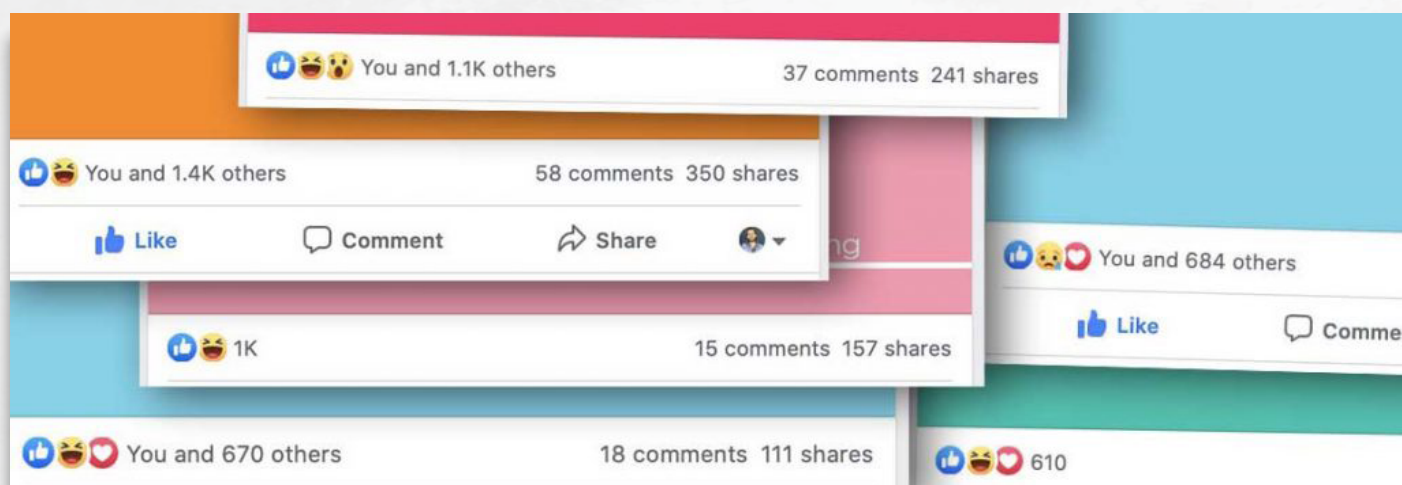 You and 1.1K others 37 comments 241 shares
You and 1.4K others 58 comments 350 shares
Like Comment Share
ng
You and 684 others
Like Comme
1K 15 comments 157 shares
You and 670 others 18 comments 111 shares
610